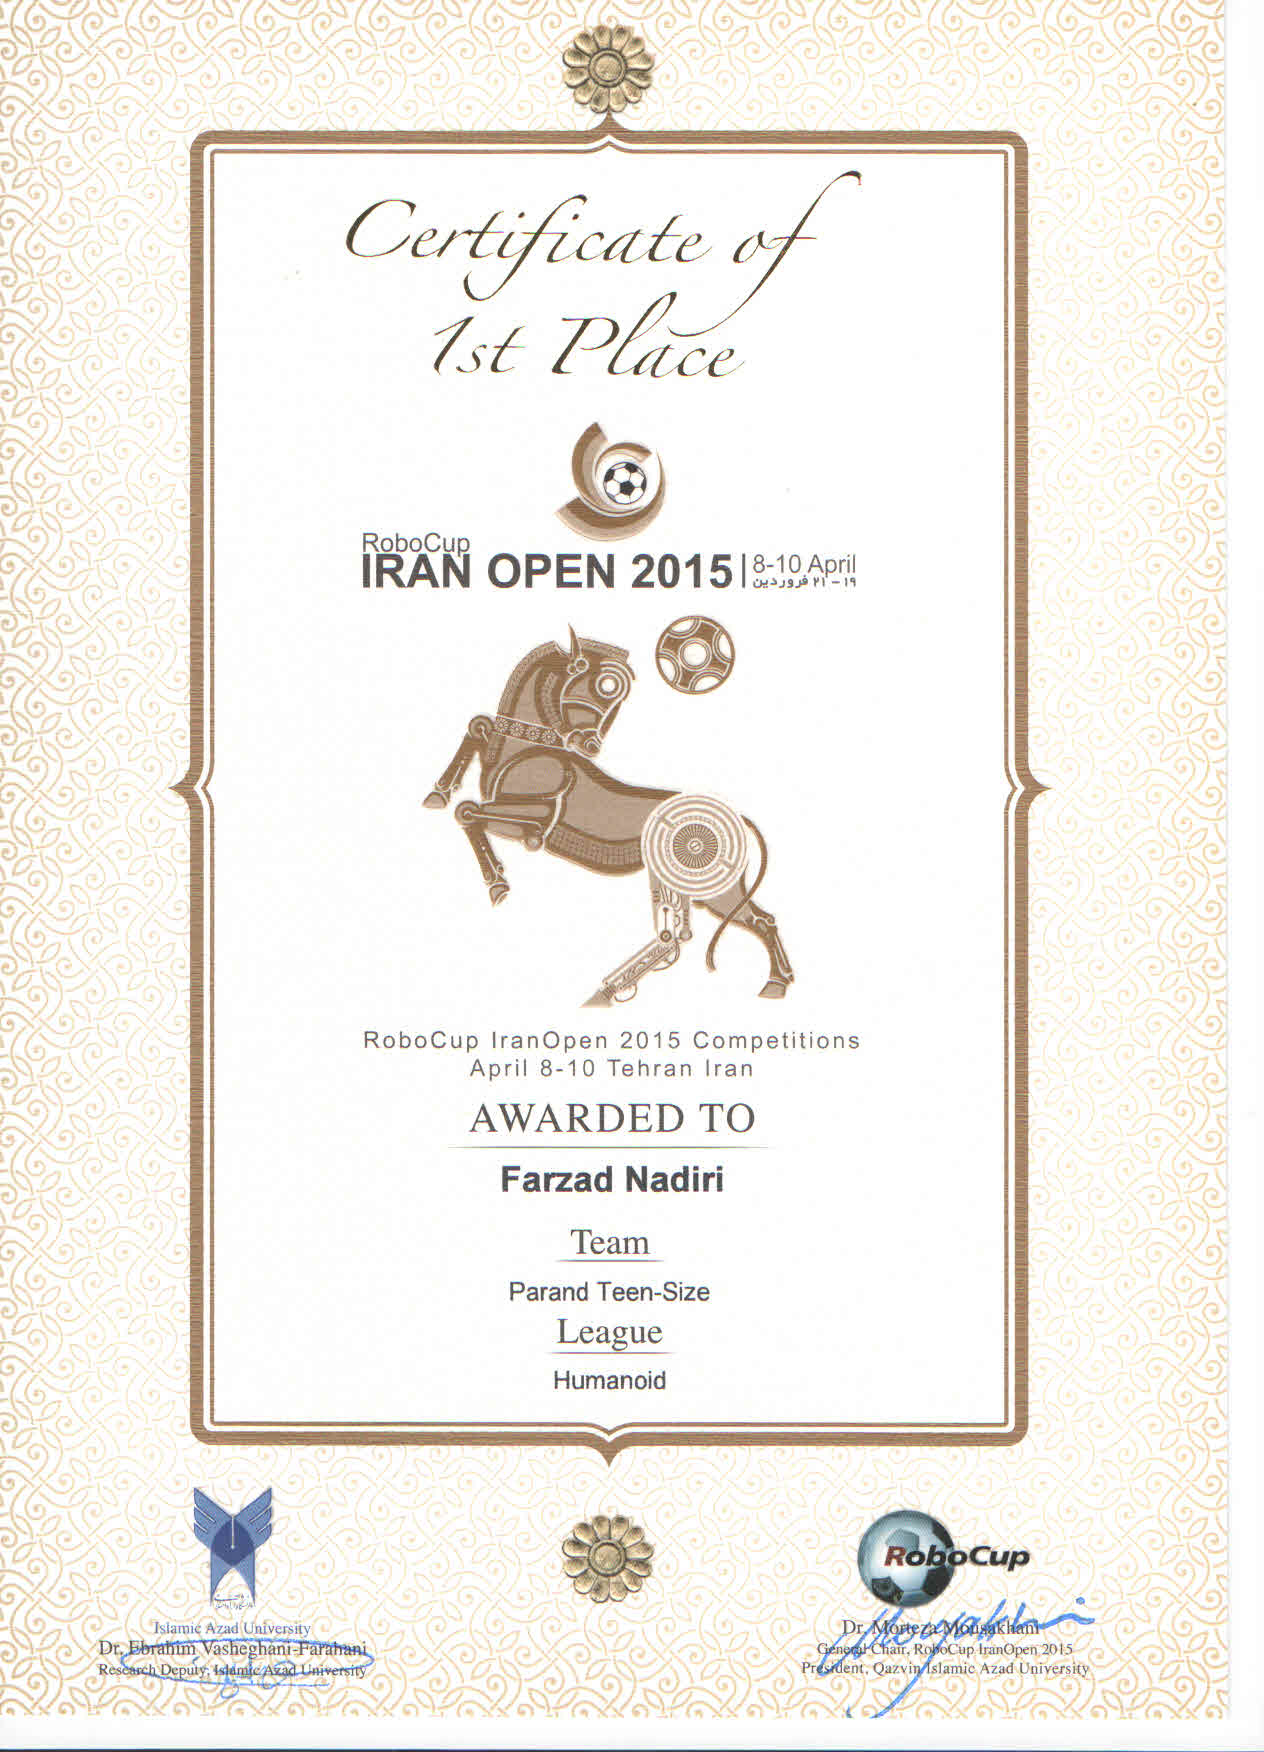 Certificate of
1st Place
RoboCup
IRAN OPEN 2015 | 8-10 April
۱۹ - ۲۱ فروردین
RoboCup IranOpen 2015 Competitions
April 8-10 Tehran Iran
AWARDED TO
Farzad Nadiri
Team
Parand Teen-Size
League
Humanoid
Islamic Azad University
Dr. Ebrahim Vasheghani-Farahani
Research Deputy, Islamic Azad University
RoboCup
Dr. Morteza Mousakhani
General Chair, RoboCup IranOpen 2015
President, Qazvin Islamic Azad University